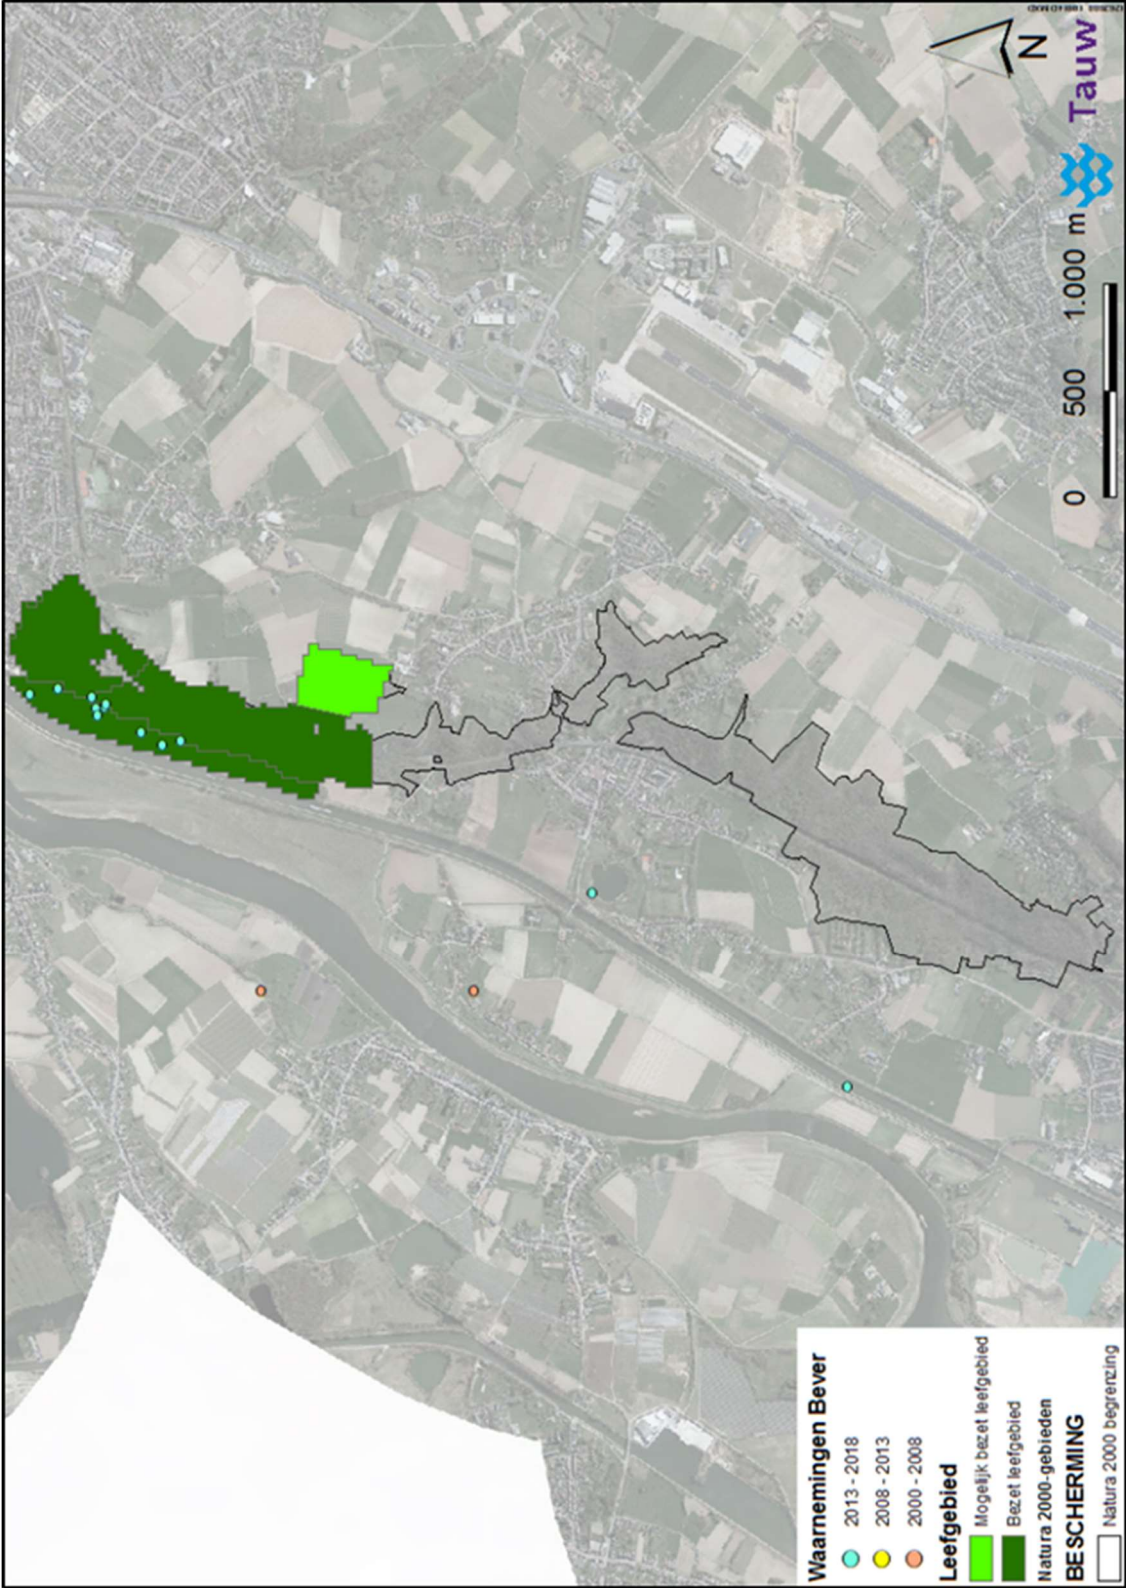 Waarnemingen Bever
2013 - 2018
2008 - 2013
2000 - 2008
Leefgebied
Mogelijk bezet leefgebied
Bezet leefgebied
Natura 2000-gebieden
BESCHERMING
Natura 2000 begrenzing
0 500 1.000 m
Tauw
N